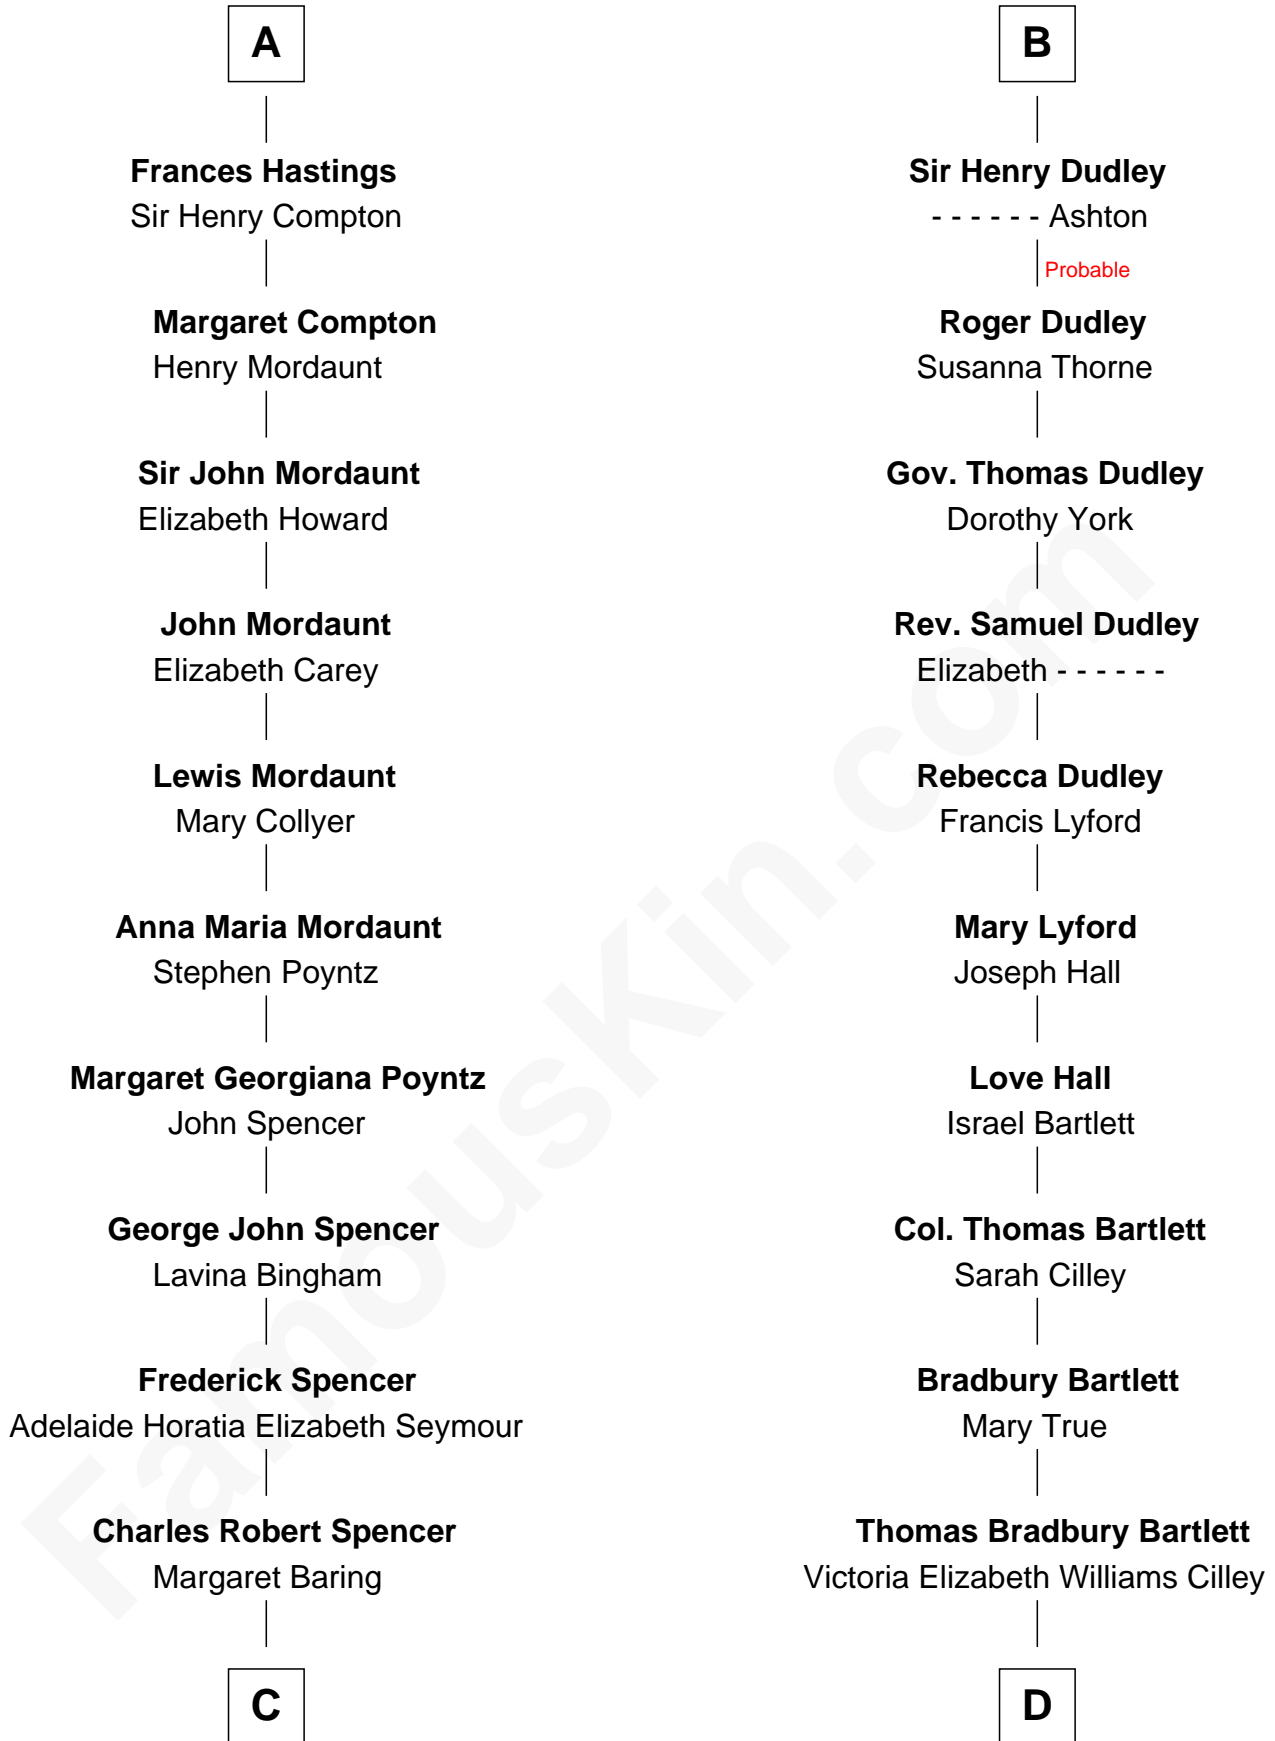 A
Frances Hastings
Sir Henry Compton
Margaret Compton
Henry Mordaunt
Sir John Mordaunt
Elizabeth Howard
John Mordaunt
Elizabeth Carey
Lewis Mordaunt
Mary Collyer
Anna Maria Mordaunt
Stephen Poyntz
Margaret Georgiana Poyntz
John Spencer
George John Spencer
Lavina Bingham
Frederick Spencer
Adelaide Horatia Elizabeth Seymour
Charles Robert Spencer
Margaret Baring
C
B
Sir Henry Dudley
- - - - - - Ashton
Probable
Roger Dudley
Susanna Thorne
Gov. Thomas Dudley
Dorothy York
Rev. Samuel Dudley
Elizabeth - - - - - -
Rebecca Dudley
Francis Lyford
Mary Lyford
Joseph Hall
Love Hall
Israel Bartlett
Col. Thomas Bartlett
Sarah Cilley
Bradbury Bartlett
Mary True
Thomas Bradbury Bartlett
Victoria Elizabeth Williams Cilley
D
FamousKin.com